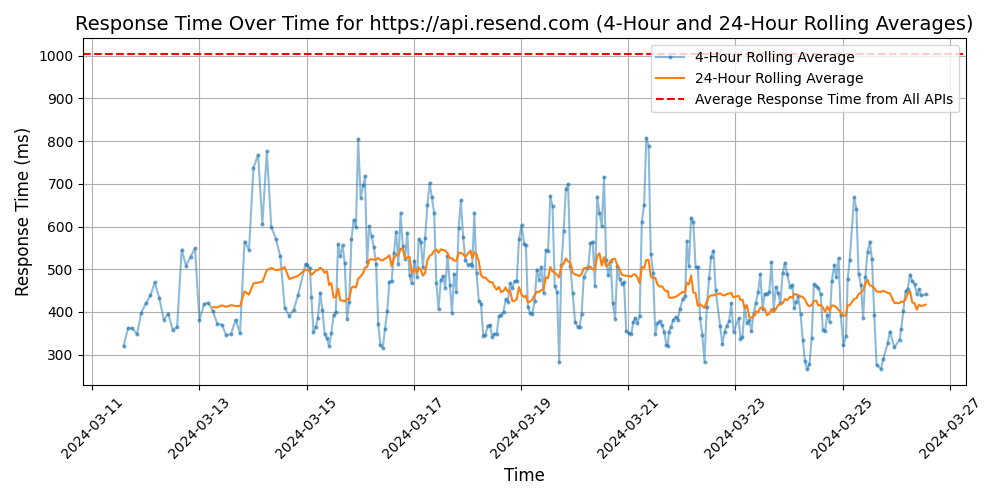 Response Time Over Time for https://api.resend.com (4-Hour and 24-Hour Rolling Averages)
4-Hour Rolling Average
24-Hour Rolling Average
Average Response Time from All APIs
Response Time (ms)
1000
900
800
700
600
500
400
300
2024-03-11
2024-03-13
2024-03-15
2024-03-17
2024-03-19
2024-03-21
2024-03-23
2024-03-25
2024-03-27
Time